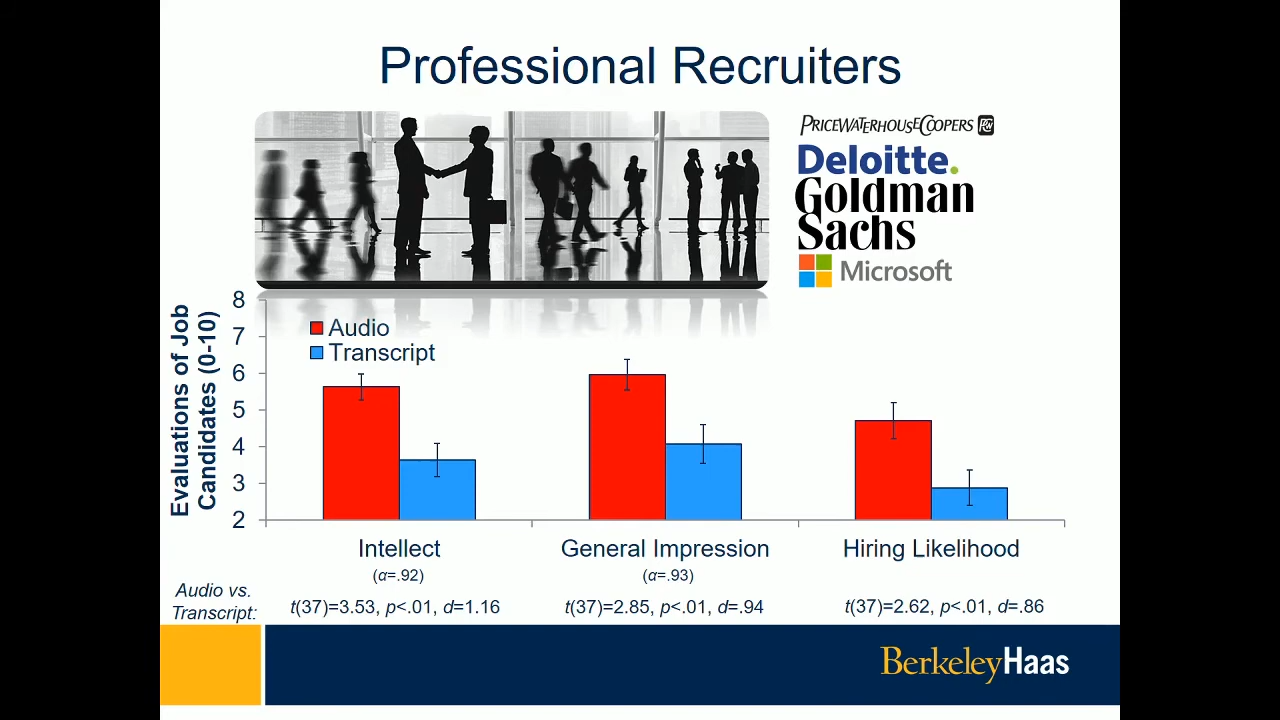 Professional Recruiters
PRICEWATERHOUSECOOPERS
Deloitte.
Goldman
Sachs
Microsoft
Evaluations of Job
Candidates (0-10)
8
7
6
5
4
3
2
Audio
Transcript
Intellect
General Impression
Hiring Likelihood
(α=.92)
(α=.93)
Audio vs.
Transcript:
t(37)=3.53, p<.01, d=1.16
t(37)=2.85, p<.01, d=.94
t(37)=2.62, p<.01, d=.86
BerkeleyHaas